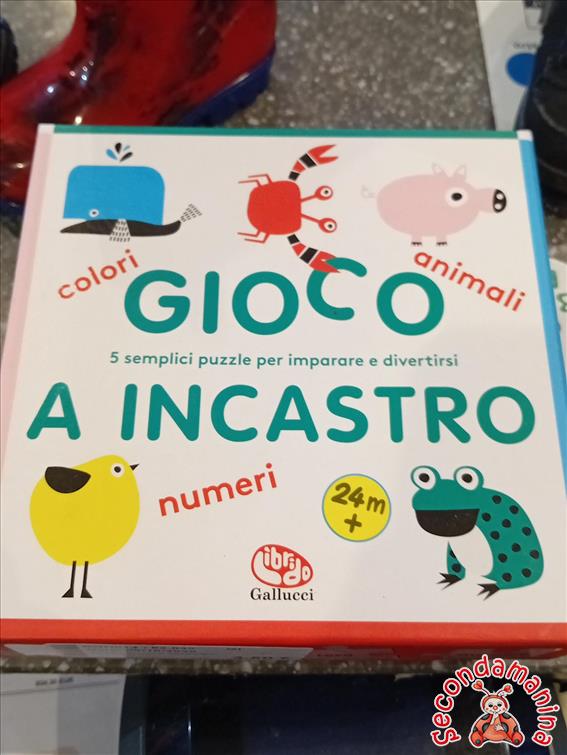 colori
animali
GIOCO
5 semplici puzzle per imparare e divertirsi
A INCASTRO
numeri
24m
+
Librido
Gallucci
Secondamanina